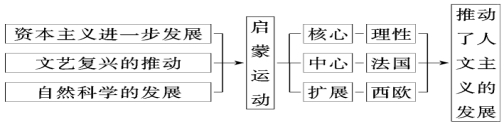 资本主义进一步发展
文艺复兴的推动
自然科学的发展
启蒙运动
核心 理性
中心 法国
扩展 西欧
推动了人文主义的发展